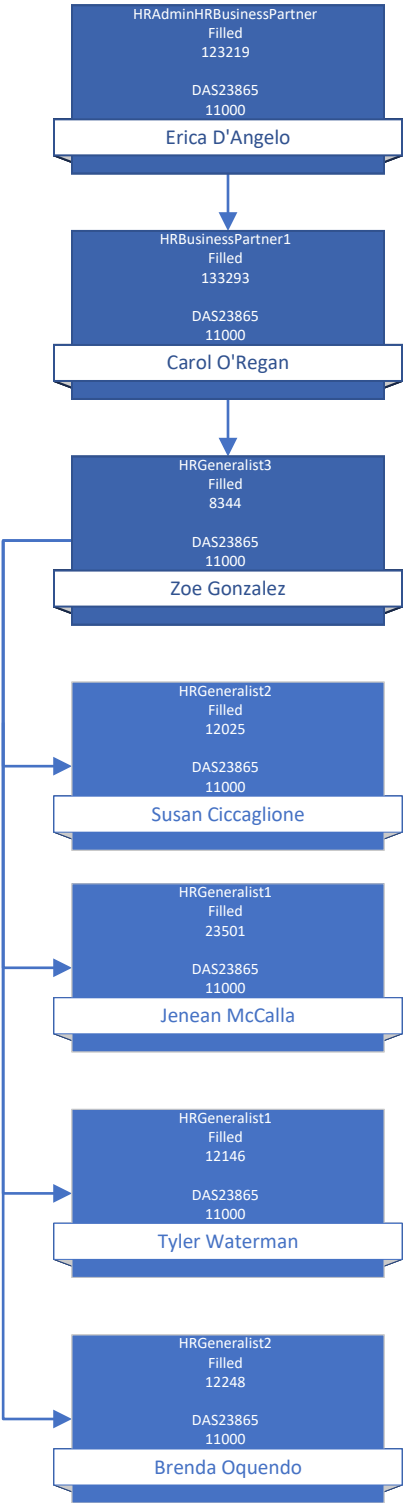 HRAdminHRBusinessPartner
Filled
123219
DAS23865
11000
Erica D'Angelo
HRBusinessPartner1
Filled
133293
DAS23865
11000
Carol O'Regan
HRGeneralist3
Filled
8344
DAS23865
11000
Zoe Gonzalez
HRGeneralist2
Filled
12025
DAS23865
11000
Susan Ciccaglione
HRGeneralist1
Filled
23501
DAS23865
11000
Jenean McCalla
HRGeneralist1
Filled
12146
DAS23865
11000
Tyler Waterman
HRGeneralist2
Filled
12248
DAS23865
11000
Brenda Oquendo